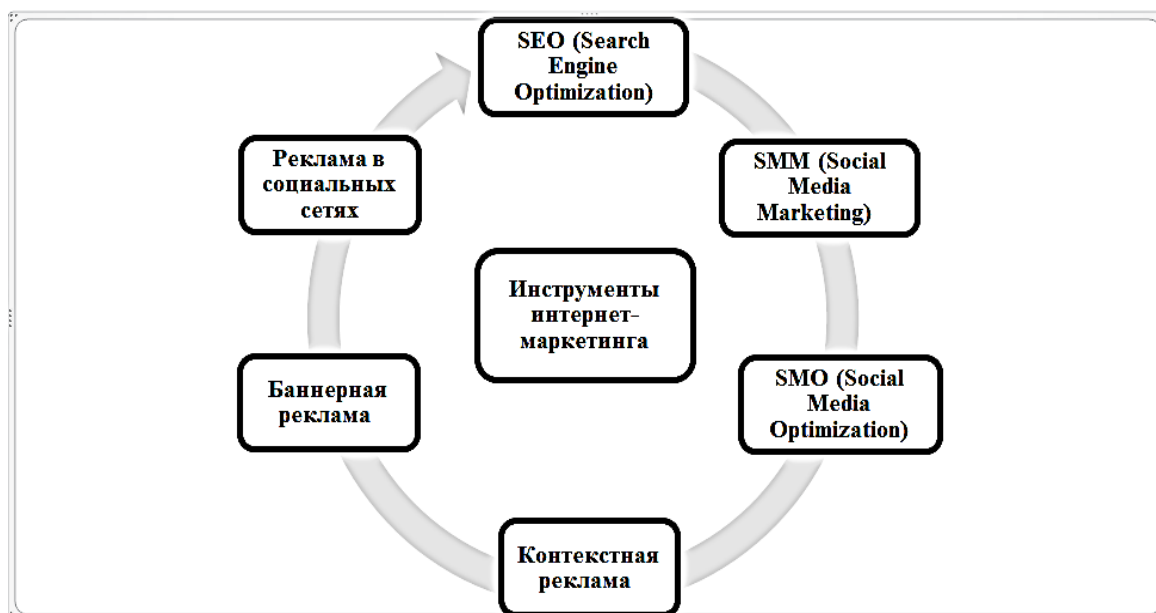 SEO (Search
Engine
Optimization)
SMM (Social
Media
Marketing)
SMO (Social
Media
Optimization)
Контекстная
реклама
Баннерная
реклама
Реклама в
социальных
сетях
Инструменты
интернет-
маркетинга